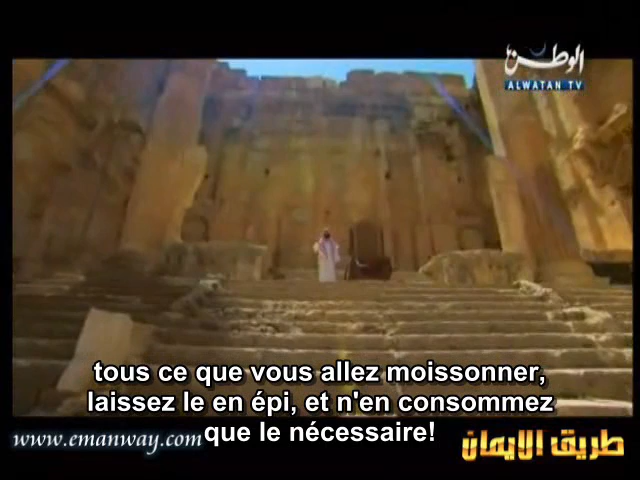 الوطن
ALWATAN TV
tous ce que vous allez moissonner,
laissez le en épi, et n'en consommez
que le nécessaire!
www.emanway.com
طريق الايمان